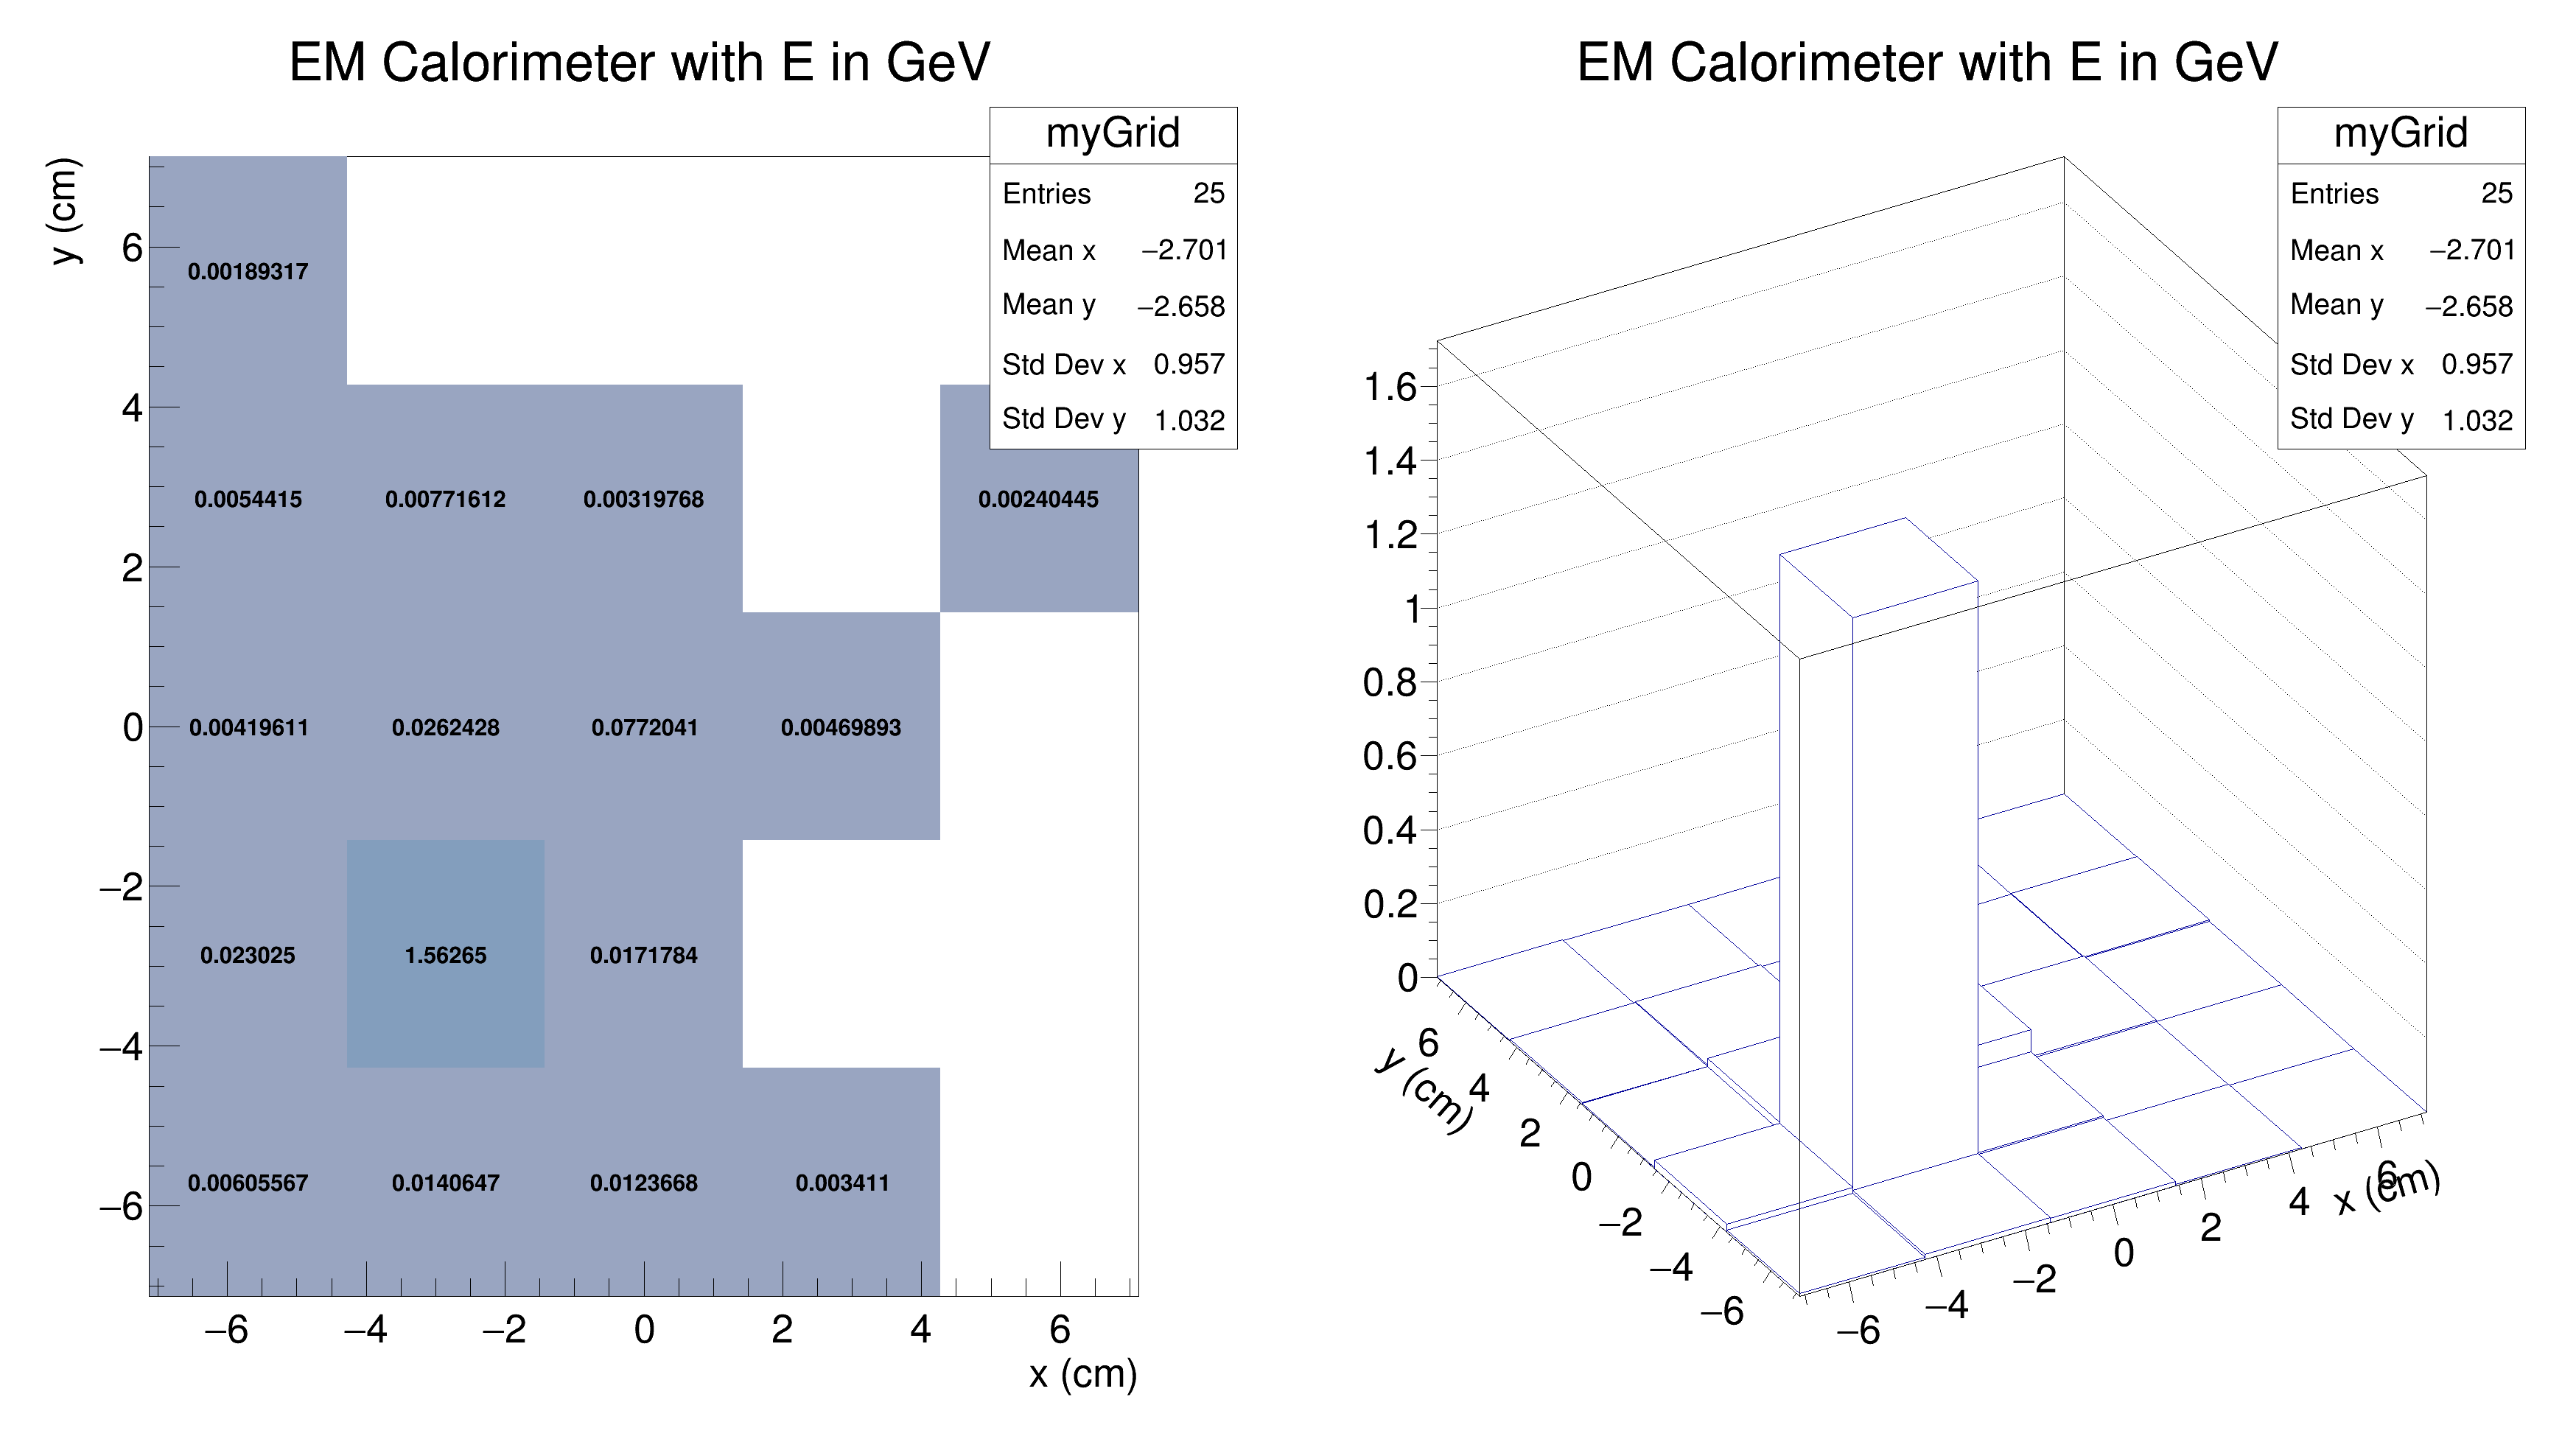 EM Calorimeter with E in GeV
myGrid
Entries 25
Mean x −2.701
Mean y −2.658
Std Dev x 0.957
Std Dev y 1.032
y (cm)
6
0.00189317
4
0.0054415 0.00771612 0.00319768 0.00240445
2
0
0.00419611 0.0262428 0.0772041 0.00469893
−2
0.023025 1.56265 0.0171784
−4
0.00605567 0.0140647 0.0123668 0.003411
−6
−6 −4 −2 0 2 4 6
x (cm)
EM Calorimeter with E in GeV
myGrid
Entries 25
Mean x −2.701
Mean y −2.658
Std Dev x 0.957
Std Dev y 1.032
1.6
1.4
1.2
1
0.8
0.6
0.4
0.2
0
y (cm)
6
4
2
0
−2
−4
−6
−6
−4
−2
0
2
4
6
x (cm)